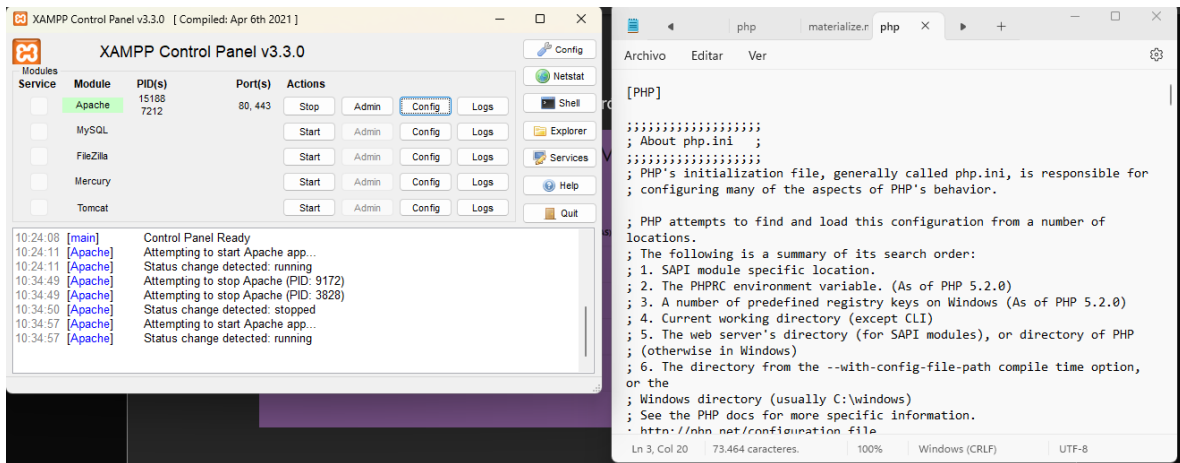 XAMPP Control Panel v3.3.0 [ Compiled: Apr 6th 2021 ]
XAMPP Control Panel v3.3.0
Config
Modules
Service Module PID(s) Port(s) Actions
Netstat
Apache 15188 7212 80, 443 Stop Admin Config Logs
Shell
MySQL Start Admin Config Logs
Explorer
FileZilla Start Admin Config Logs
Services
Mercury Start Admin Config Logs
Help
Tomcat Start Admin Config Logs
Quit
10:24:08 [main] Control Panel Ready
10:24:11 [Apache] Attempting to start Apache app...
10:24:11 [Apache] Status change detected: running
10:34:49 [Apache] Attempting to stop Apache (PID: 9172)
10:34:49 [Apache] Attempting to stop Apache (PID: 3828)
10:34:50 [Apache] Status change detected: stopped
10:34:57 [Apache] Attempting to start Apache app...
10:34:57 [Apache] Status change detected: running
php materialize.r php
Archivo Editar Ver
[PHP]
;;;;;;;;;;;;;;;;;;;
; About php.ini   ;
;;;;;;;;;;;;;;;;;;;
; PHP's initialization file, generally called php.ini, is responsible for
; configuring many of the aspects of PHP's behavior.
; PHP attempts to find and load this configuration from a number of
locations.
; The following is a summary of its search order:
; 1. SAPI module specific location.
; 2. The PHPRC environment variable. (As of PHP 5.2.0)
; 3. A number of predefined registry keys on Windows (As of PHP 5.2.0)
; 4. Current working directory (except CLI)
; 5. The web server's directory (for SAPI modules), or directory of PHP
; (otherwise in Windows)
; 6. The directory from the --with-config-file-path compile time option,
or the
; Windows directory (usually C:\windows)
; See the PHP docs for more specific information.
; http://php.net/configuration.file
Ln 3, Col 20 73.464 caracteres. 100% Windows (CRLF) UTF-8